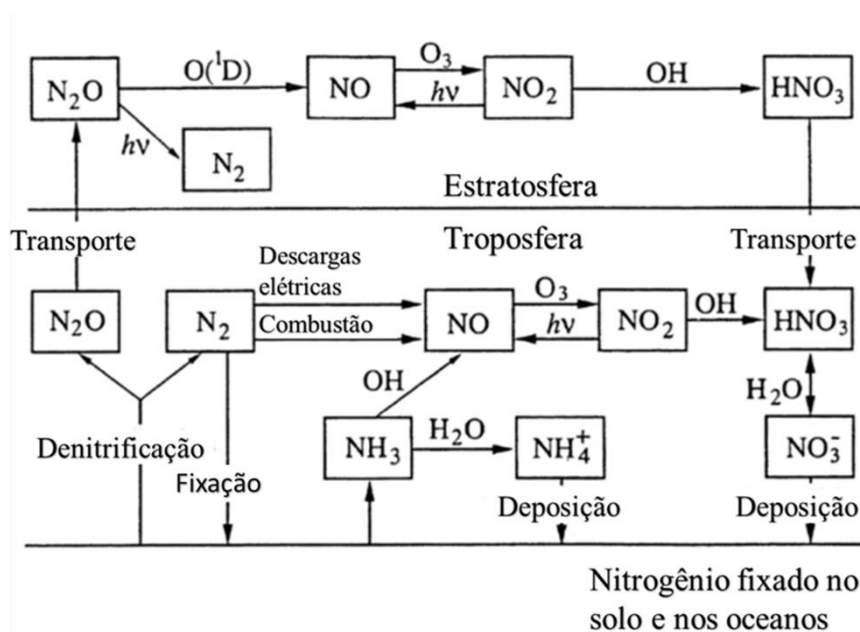 N₂O O(¹D) NO O₃ NO₂ OH HNO₃
hν
hν N₂
Estratosfera
Transporte Troposfera Transporte
Descargas
elétricas
N₂O N₂ Combustão NO O₃ NO₂ OH HNO₃
hν
OH H₂O
NH₃ H₂O NH₄⁺ NO₃⁻
Denitrificação
Fixação Deposição Deposição
Nitrogênio fixado no
solo e nos oceanos